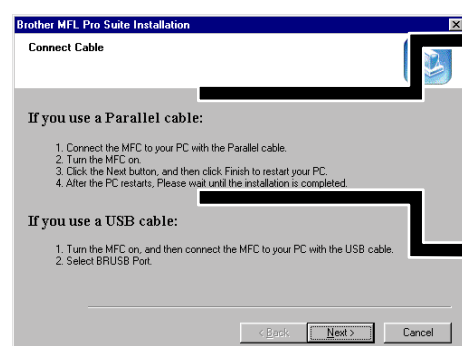 Brother MFL Pro Suite Installation
Connect Cable
If you use a Parallel cable:
1. Connect the MFC to your PC with the Parallel cable.
2. Turn the MFC on.
3. Click the Next button, and then click Finish to restart your PC.
4. After the PC restarts, Please wait until the installation is completed.
If you use a USB cable:
1. Turn the MFC on, and then connect the MFC to your PC with the USB cable.
2. Select BRUSB Port.
< Back Next > Cancel